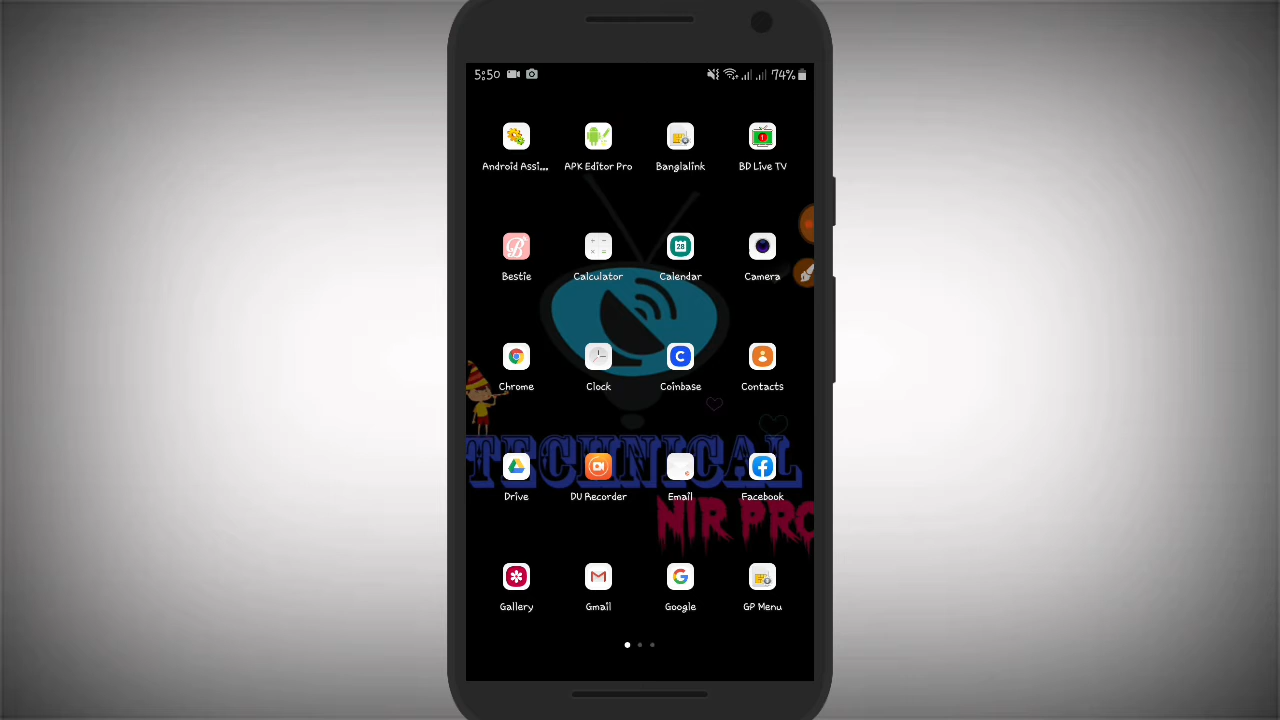 5:50 74%
Android Assi... APK Editor Pro Banglalink BD Live TV
Bestie Calculator Calendar Camera
28
Chrome Clock Coinbase Contacts
TECHNICAL
Drive DU Recorder Email Facebook
NIR PRO
Gallery Gmail Google GP Menu